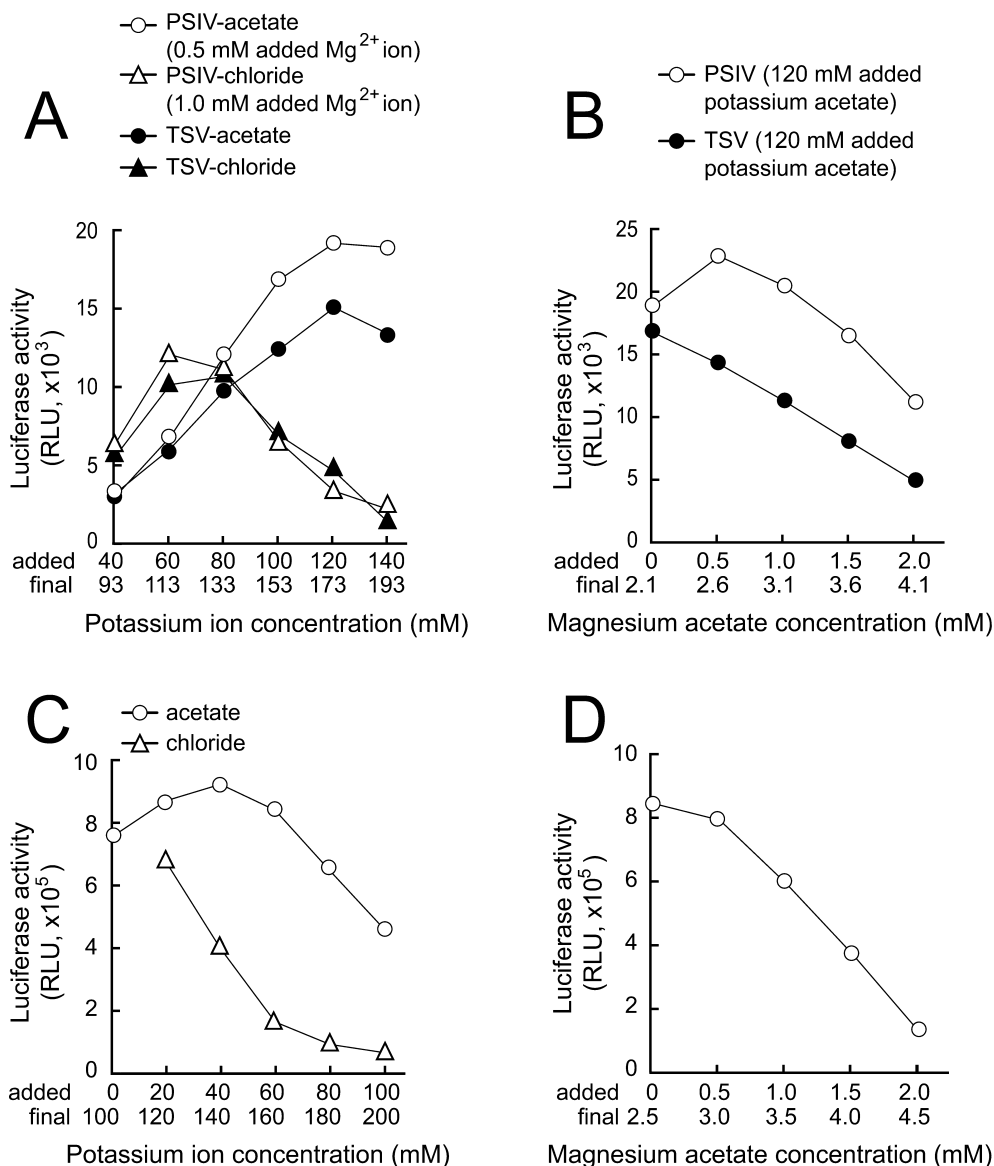 A
PSIV-acetate
(0.5 mM added Mg2+ ion)
PSIV-chloride
(1.0 mM added Mg2+ ion)
TSV-acetate
TSV-chloride
20
15
10
5
0
Luciferase activity
(RLU, x103)
added 40 60 80 100 120 140
final 93 113 133 153 173 193
Potassium ion concentration (mM)
B
PSIV (120 mM added
potassium acetate)
TSV (120 mM added
potassium acetate)
25
20
15
10
5
0
Luciferase activity
(RLU, x103)
added 0 0.5 1.0 1.5 2.0
final 2.1 2.6 3.1 3.6 4.1
Magnesium acetate concentration (mM)
C
acetate
chloride
10
8
6
4
2
0
Luciferase activity
(RLU, x105)
added 0 20 40 60 80 100
final 100 120 140 160 180 200
Potassium ion concentration (mM)
D
10
8
6
4
2
0
Luciferase activity
(RLU, x105)
added 0 0.5 1.0 1.5 2.0
final 2.5 3.0 3.5 4.0 4.5
Magnesium acetate concentration (mM)